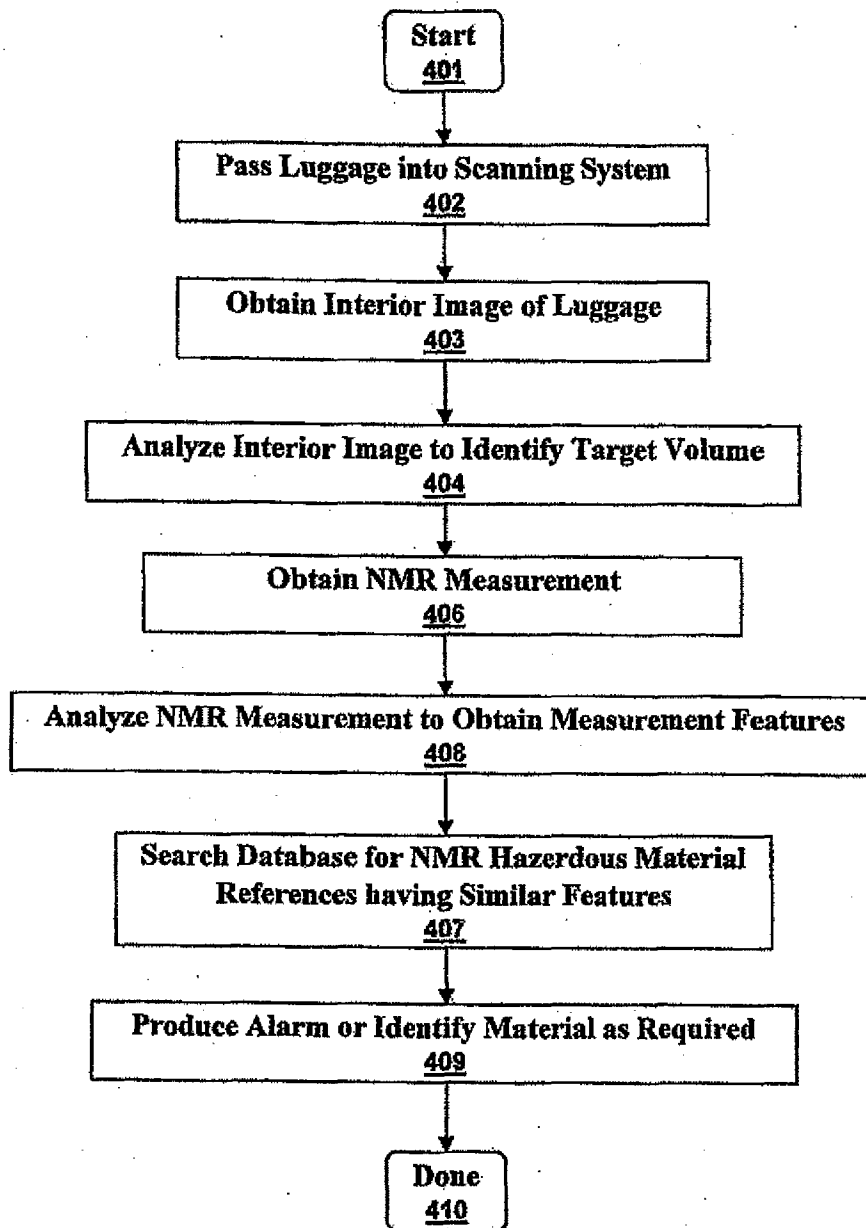 Start
401
Pass Luggage into Scanning System
402
Obtain Interior Image of Luggage
403
Analyze Interior Image to Identify Target Volume
404
Obtain NMR Measurement
406
Analyze NMR Measurement to Obtain Measurement Features
408
Search Database for NMR Hazerdous Material
References having Similar Features
407
Produce Alarm or Identify Material as Required
409
Done
410